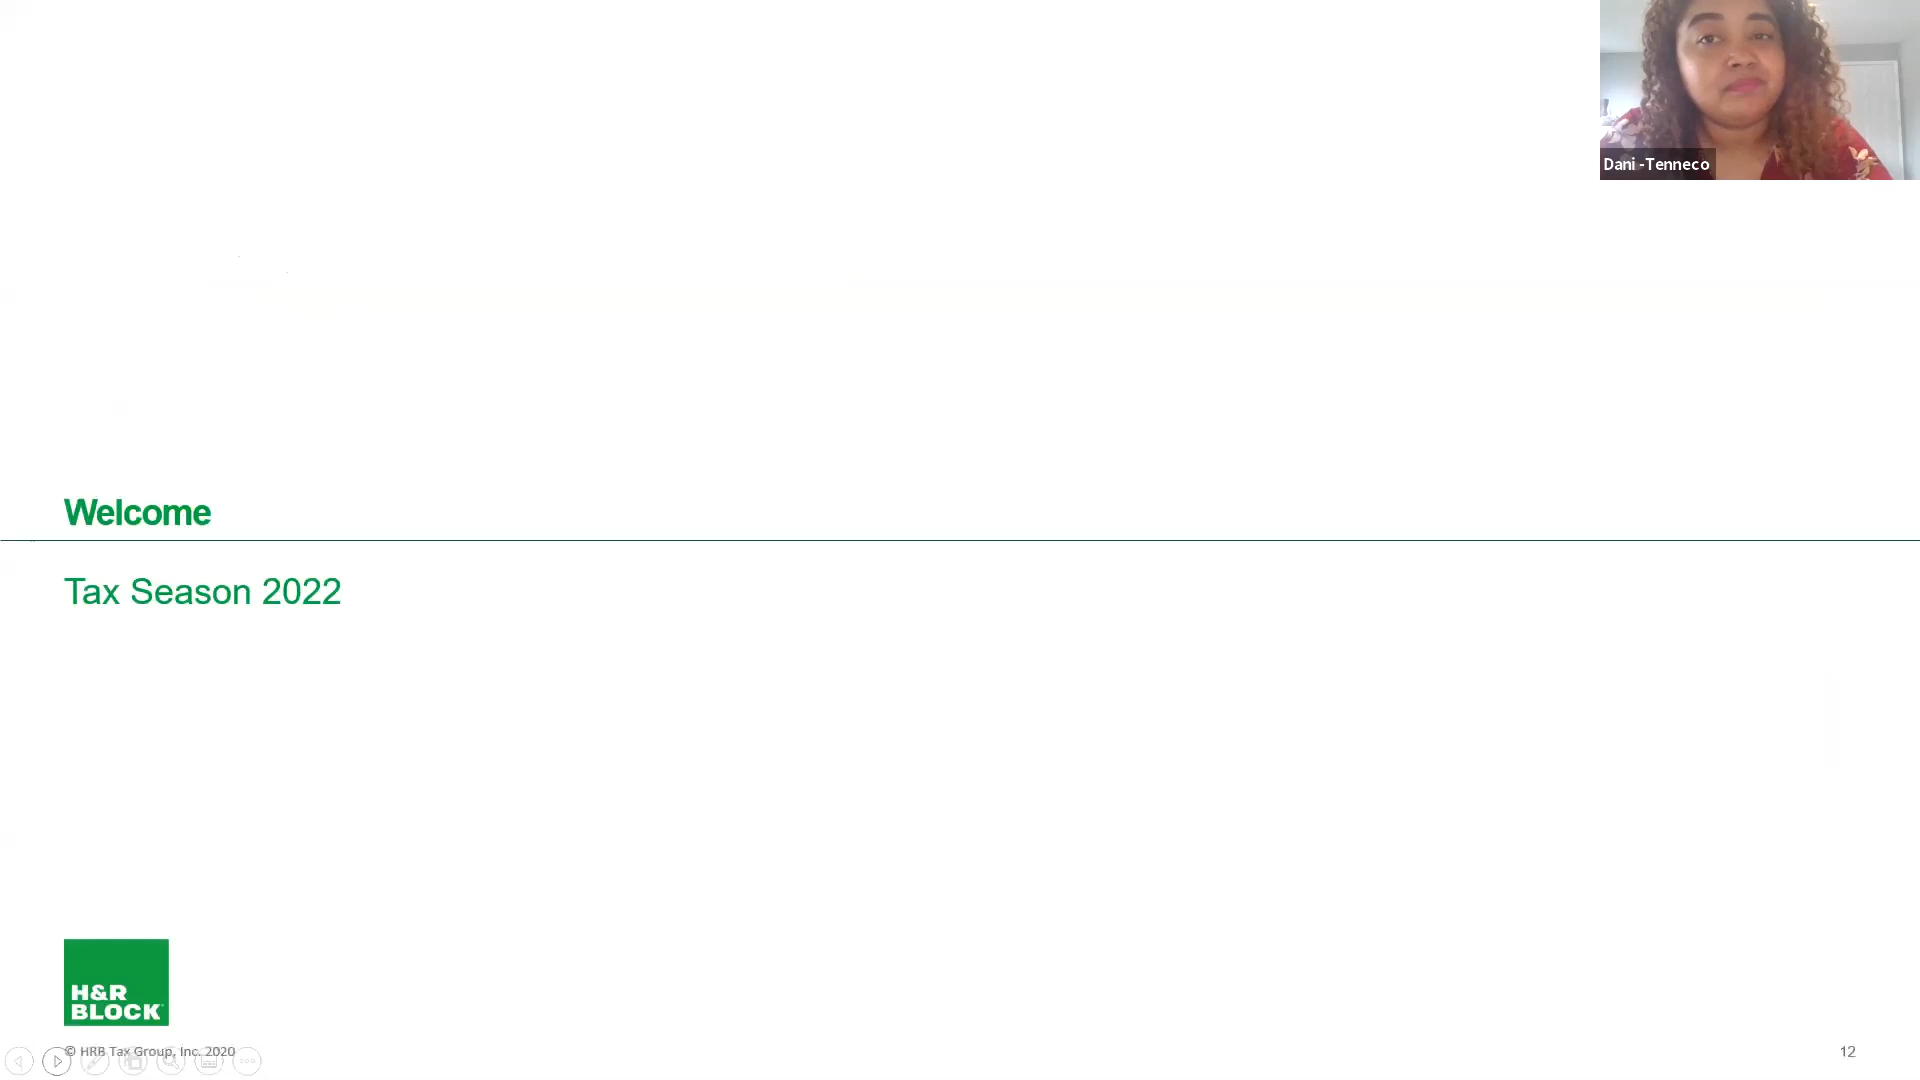 Dani -Tenneco
Welcome
Tax Season 2022
H&R
BLOCK
© HRB Tax Group, Inc. 2020
12